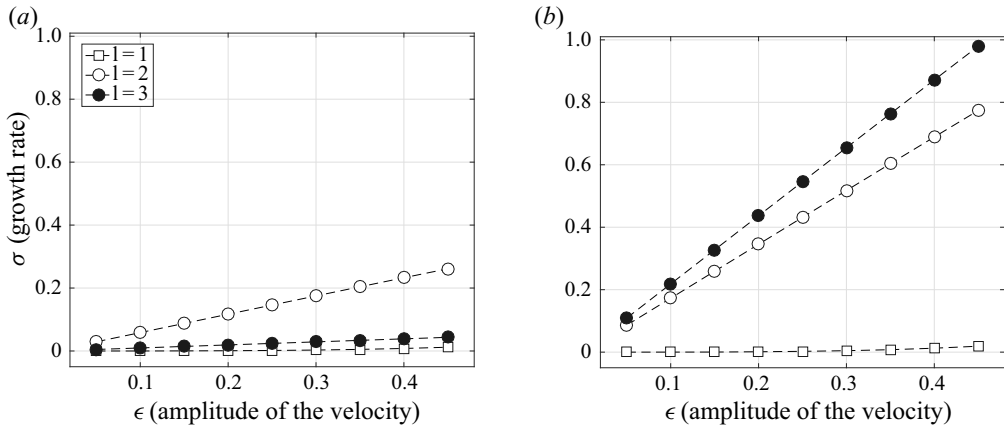 (a)
1.0
0.8
0.6
0.4
0.2
0
σ (growth rate)
l = 1
l = 2
l = 3
0.1
0.2
0.3
0.4
ϵ (amplitude of the velocity)
(b)
1.0
0.8
0.6
0.4
0.2
0
0.1
0.2
0.3
0.4
ϵ (amplitude of the velocity)